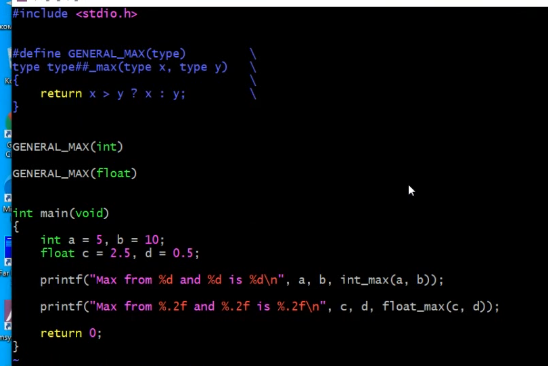 #include <stdio.h>
#define GENERAL_MAX(type) \
type type##_max(type x, type y) \
{ \
return x > y ? x : y; \
}
GENERAL_MAX(int)
GENERAL_MAX(float)
int main(void)
{
int a = 5, b = 10;
float c = 2.5, d = 0.5;
printf("Max from %d and %d is %d\n", a, b, int_max(a, b));
printf("Max from %.2f and %.2f is %.2f\n", c, d, float_max(c, d));
return 0;
}
~